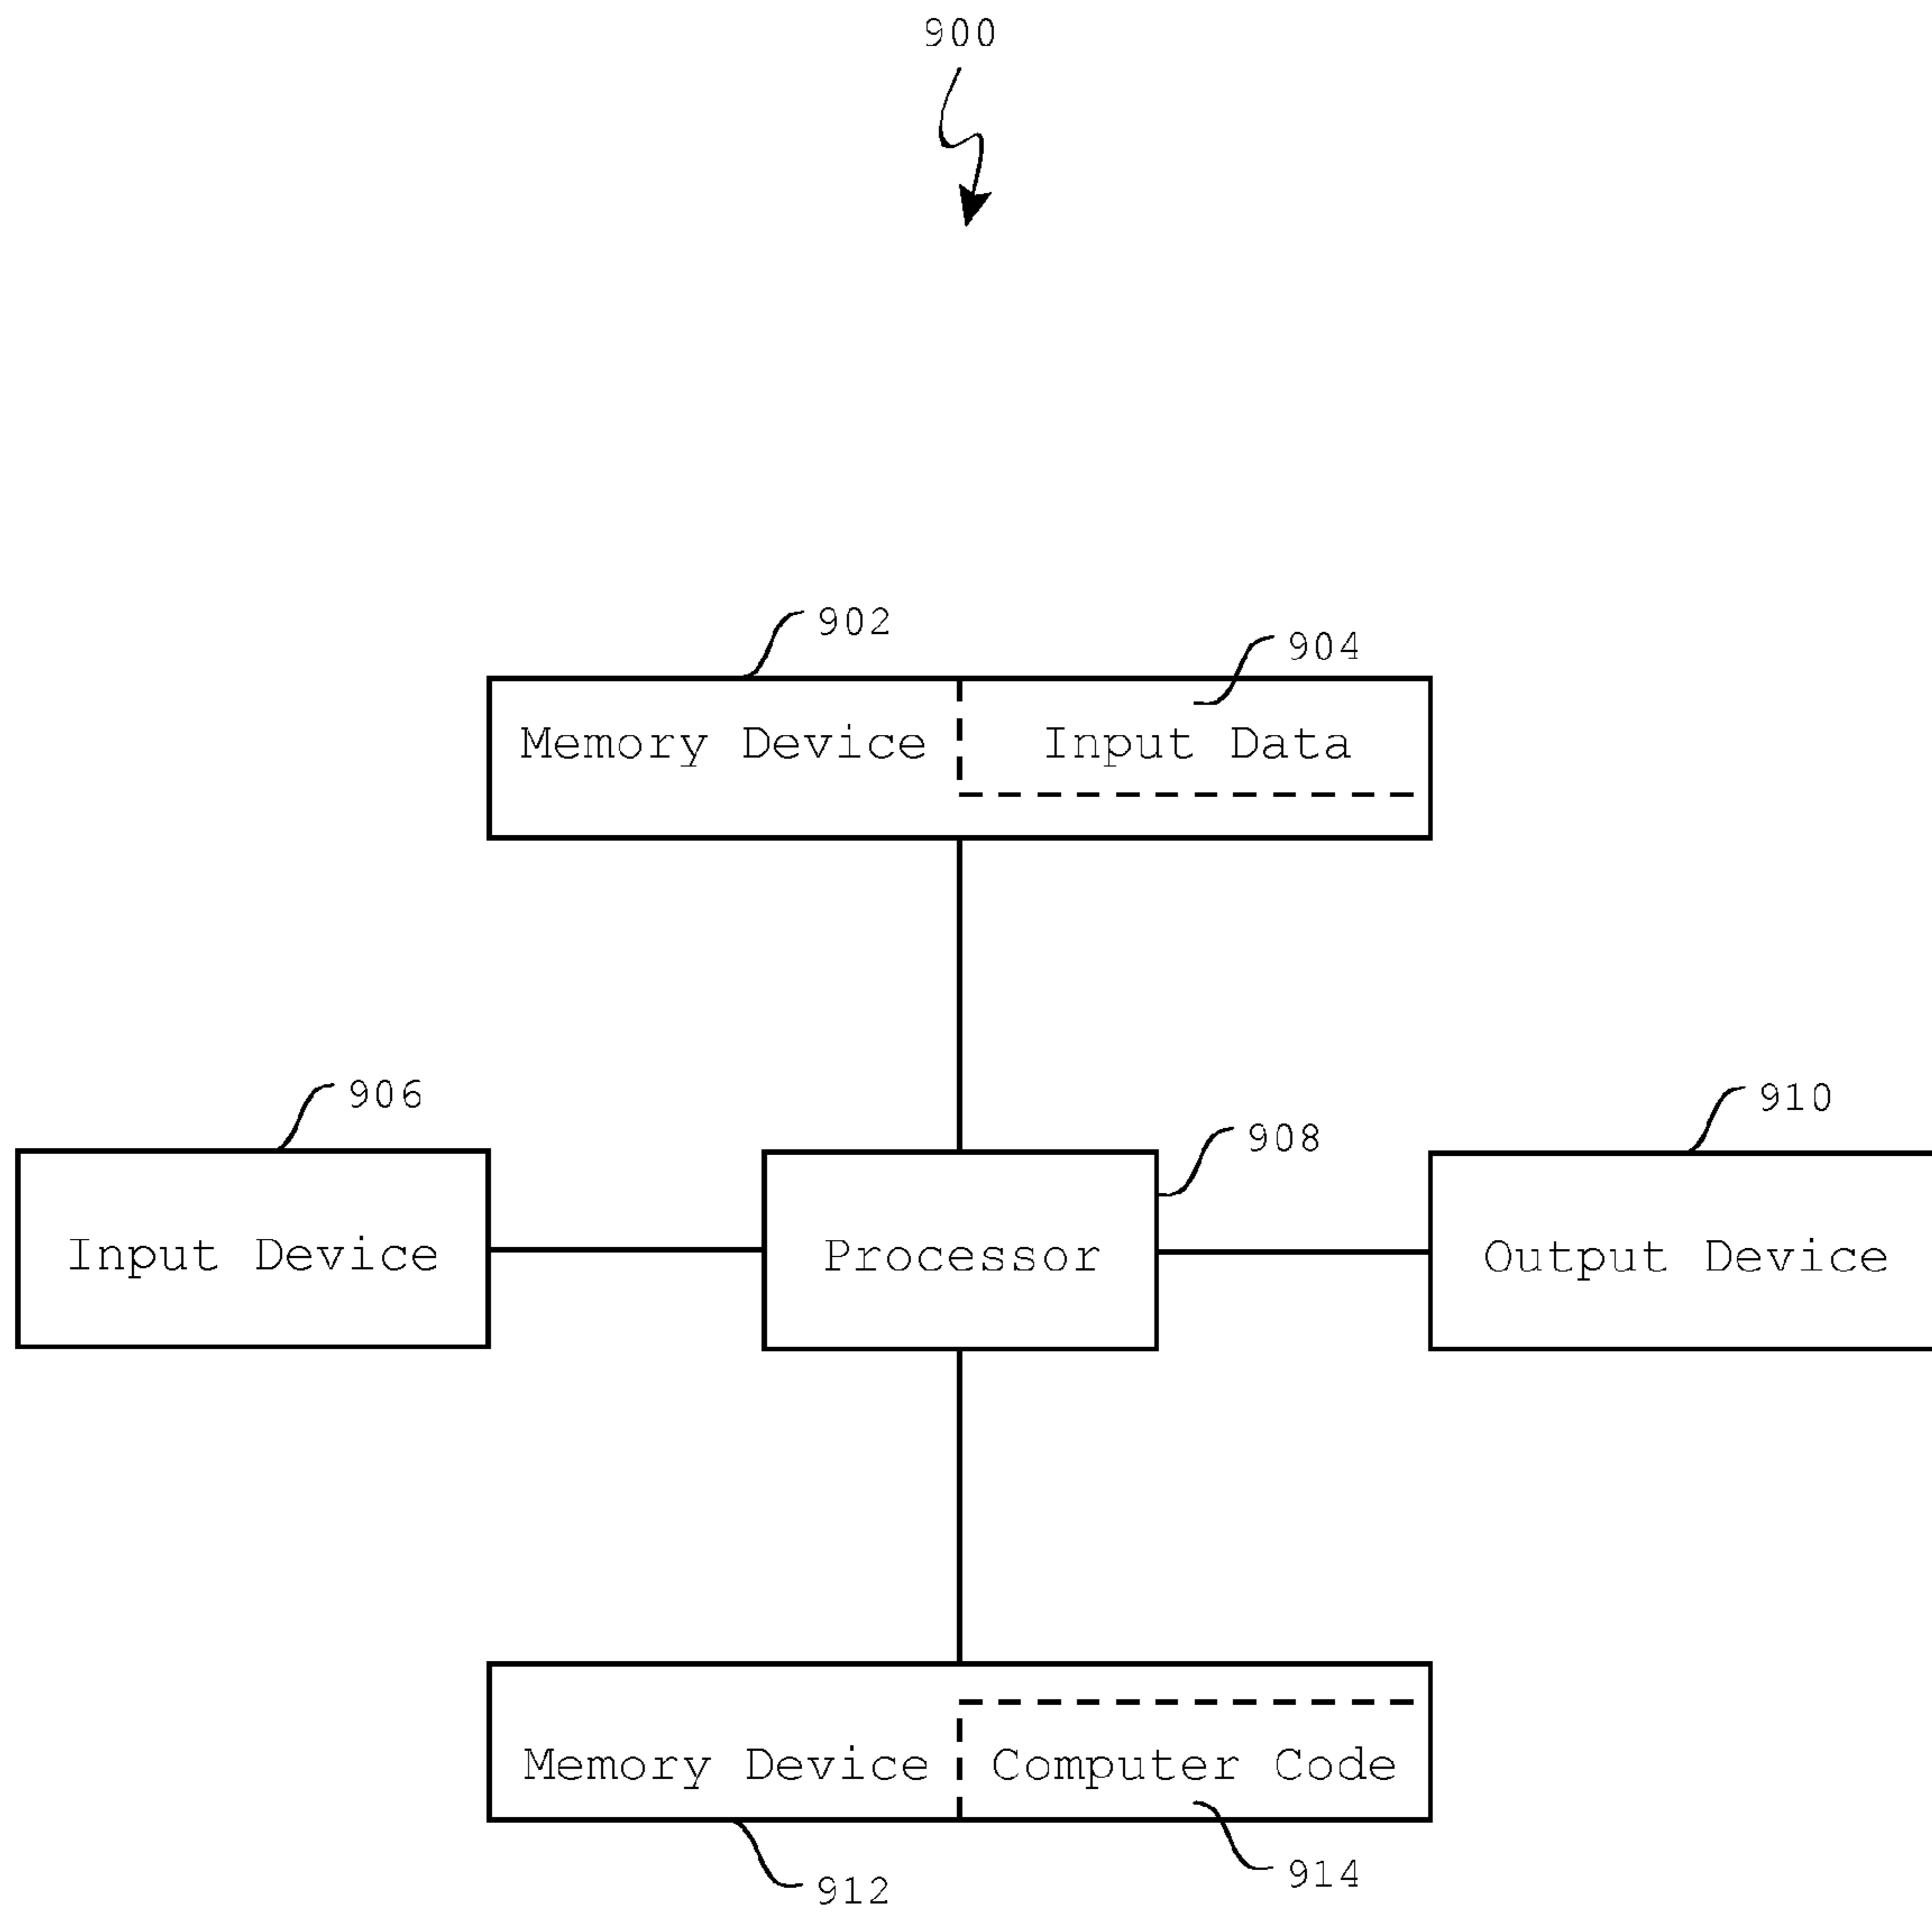 900
902
904
Memory Device
Input Data
906
908
910
Input Device
Processor
Output Device
Memory Device
Computer Code
912
914